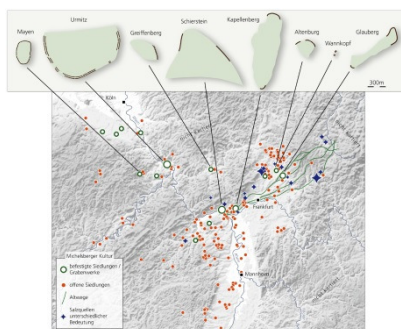 Mayen
Urmitz
Greifenberg
Schierstein
Kapellenberg
Altenburg
Wannkopf
Glauberg
300m
Köln
Frankfurt
Mannheim
Michelsberger Kultur
befestigte Siedlungen /
Grabenwerke
offene Siedlungen
Altwege
Salzquellen
unterschiedlicher
Bedeutung